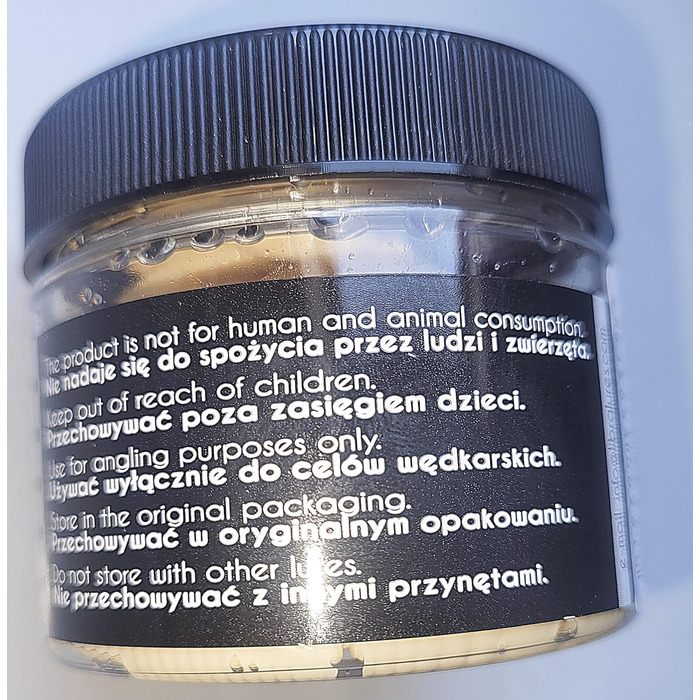 The product is not for human and animal consumption.
Nie nadaje się do spożycia przez ludzi i zwierzęta.
Keep out of reach of children.
Przechowywać poza zasięgiem dzieci.
Use for angling purposes only.
Używać wyłącznie do celów wędkarskich.
Store in the original packaging.
Przechowywać w oryginalnym opakowaniu.
Do not store with other lures.
Nie przechowywać z innymi przynętami.
e-mail